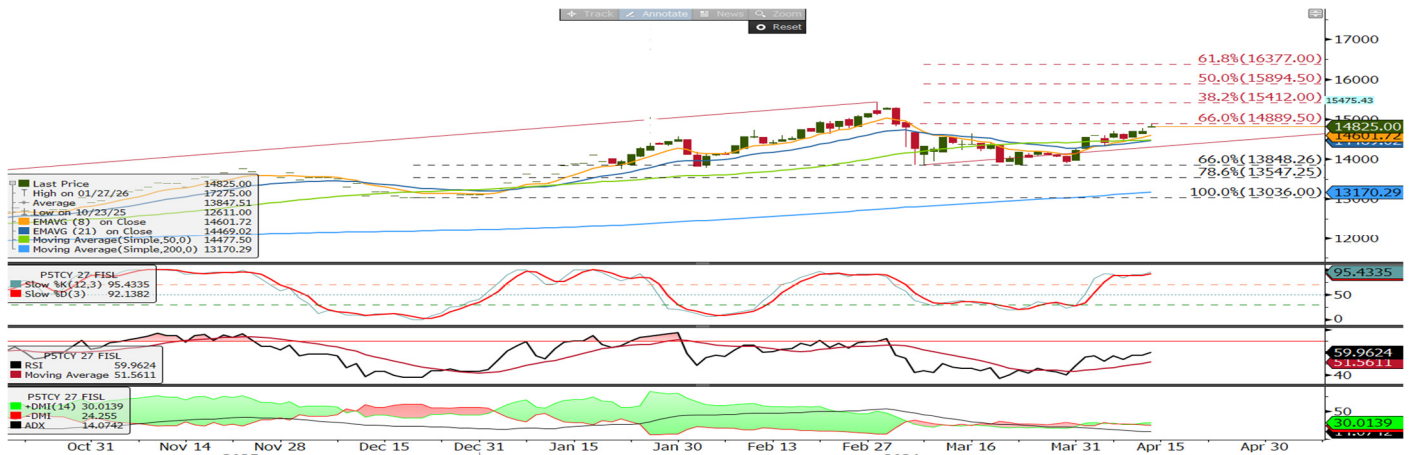 Track Annotate News Zoom
Reset
17000
61.8%(16377.00)
16000
50.0%(15894.50)
38.2%(15412.00)
15475.43
66.0%(14889.50)
15000
14825.00
14601.72
14469.02
14000
66.0%(13848.26)
78.6%(13547.25)
100.0%(13036.00)
13170.29
13000
12000
Last Price 14825.00
High on 01/27/26 17275.00
Average 13847.51
Low on 10/23/25 12611.00
EMAVG (8) on Close 14601.72
EMAVG (21) on Close 14469.02
Moving Average(Simple,50,0) 14477.50
Moving Average(Simple,200,0) 13170.29
P5TCY 27 FISL
Slow %K(12,3) 95.4335
Slow %D(3) 92.1382
95.4335
50
0
P5TCY 27 FISL
RSI 59.9624
Moving Average 51.5611
59.9624
51.5611
40
P5TCY 27 FISL
+DMI(14) 30.0139
-DMI 24.255
ADX 14.0742
50
30.0139
14.0742
Oct 31 Nov 14 Nov 28 Dec 15 Dec 31 Jan 15 Jan 30 Feb 13 Feb 27 Mar 16 Mar 31 Apr 15 Apr 30